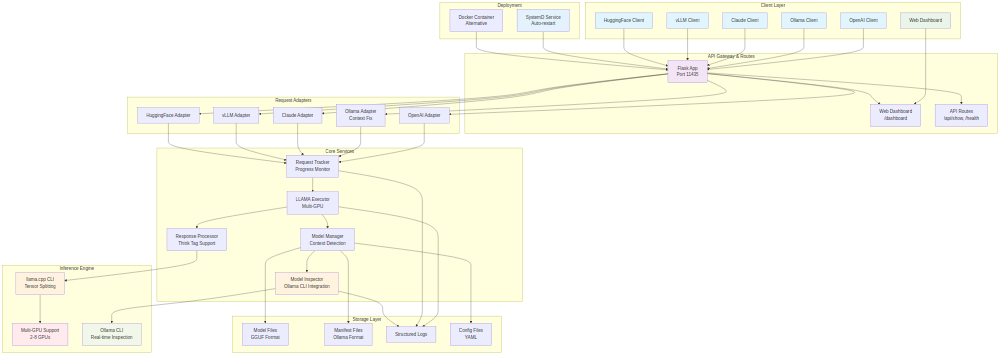 Deployment
Client Layer
Docker Container
Alternative
SystemD Service
Auto-restart
HuggingFace Client
vLLM Client
Claude Client
Ollama Client
OpenAI Client
Web Dashboard
API Gateway & Routes
Flask App
Port 11435
Request Adapters
HuggingFace Adapter
vLLM Adapter
Claude Adapter
Ollama Adapter
Context Fix
OpenAI Adapter
Web Dashboard
/dashboard
API Routes
/api/show, /health
Core Services
Request Tracker
Progress Monitor
LLAMA Executor
Multi-GPU
Response Processor
Think Tag Support
Model Manager
Context Detection
Inference Engine
llama.cpp CLI
Tensor Splitting
Model Inspector
Ollama CLI Integration
Storage Layer
Multi-GPU Support
2-8 GPUs
Ollama CLI
Real-time Inspection
Model Files
GGUF Format
Manifest Files
Ollama Format
Structured Logs
Config Files
YAML